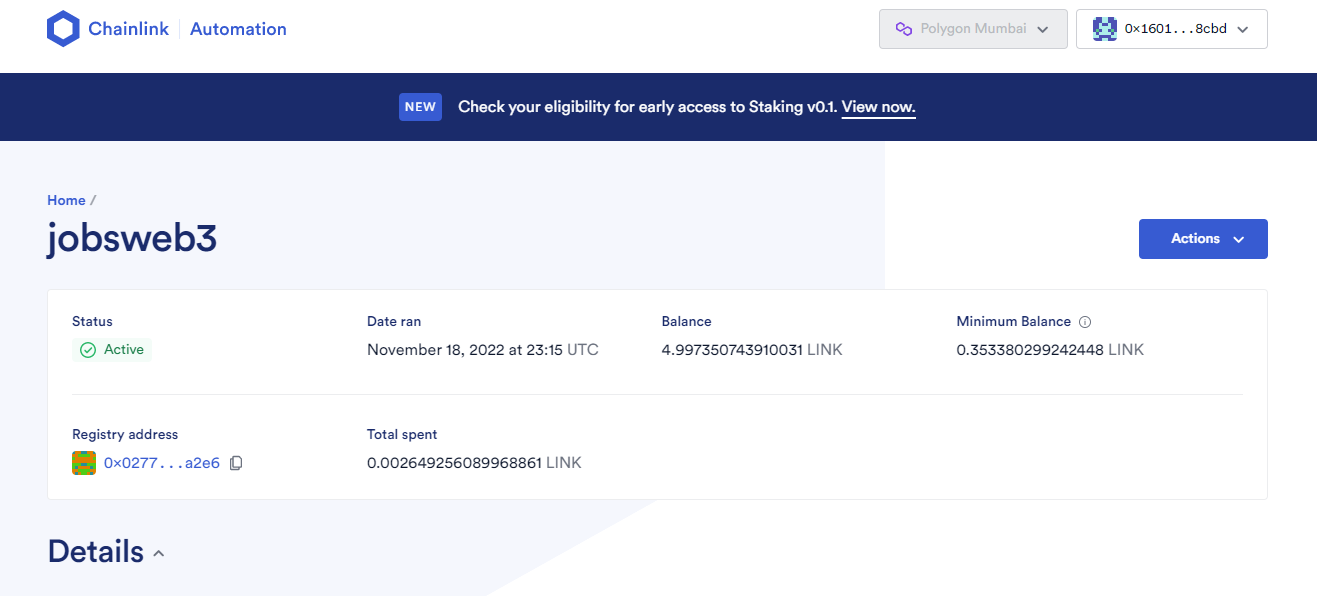 Chainlink Automation Polygon Mumbai 0x1601...8cbd
NEW Check your eligibility for early access to Staking v0.1. View now.
Home /
jobsweb3
Actions
Status Date ran Balance Minimum Balance
Active November 18, 2022 at 23:15 UTC 4.997350743910031 LINK 0.353380299242448 LINK
Registry address Total spent
0x0277...a2e6 0.002649256089968861 LINK
Details